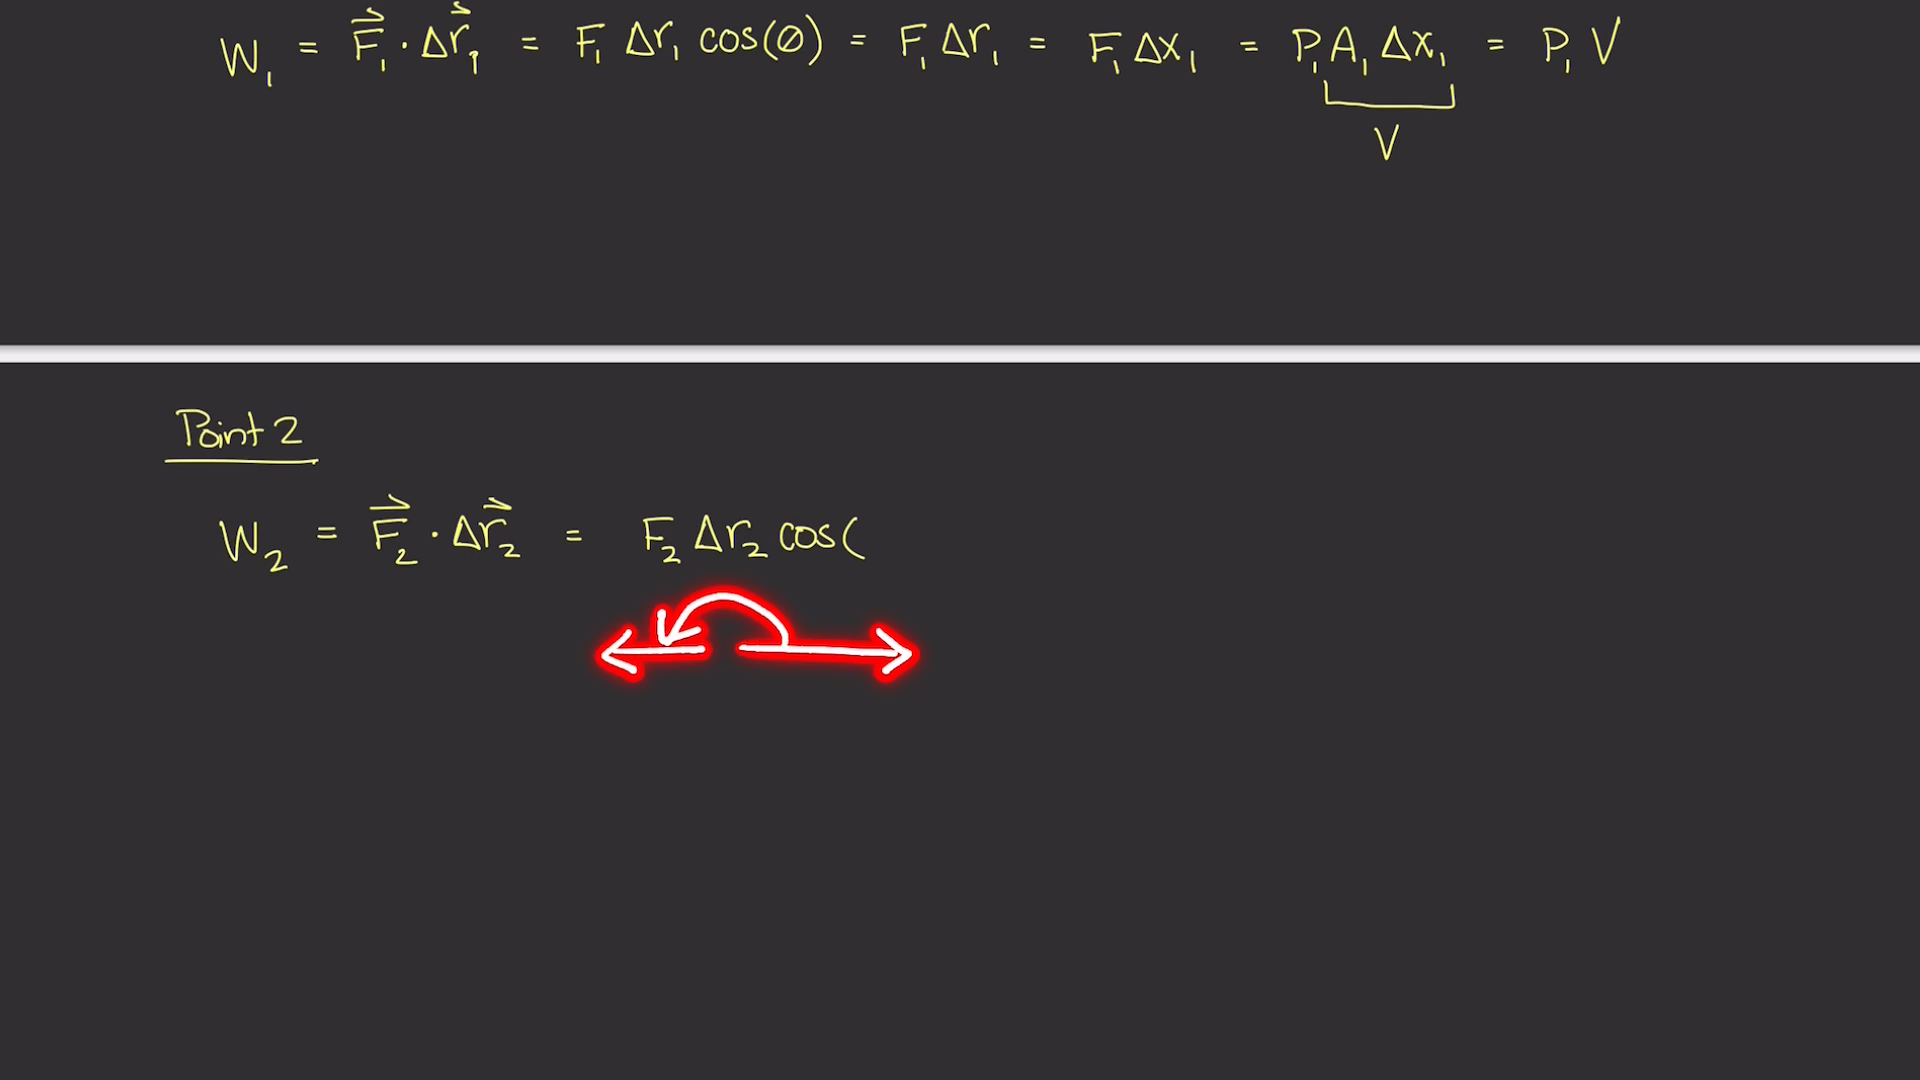 W₁ = F⃗₁ · Δr⃗₁ = F₁ Δr₁ cos(0) = F₁ Δr₁ = F₁ Δx₁ = P₁ A₁ Δx₁ = P₁ V
V
Point 2
W₂ = F⃗₂ · Δr⃗₂ = F₂ Δr₂ cos(